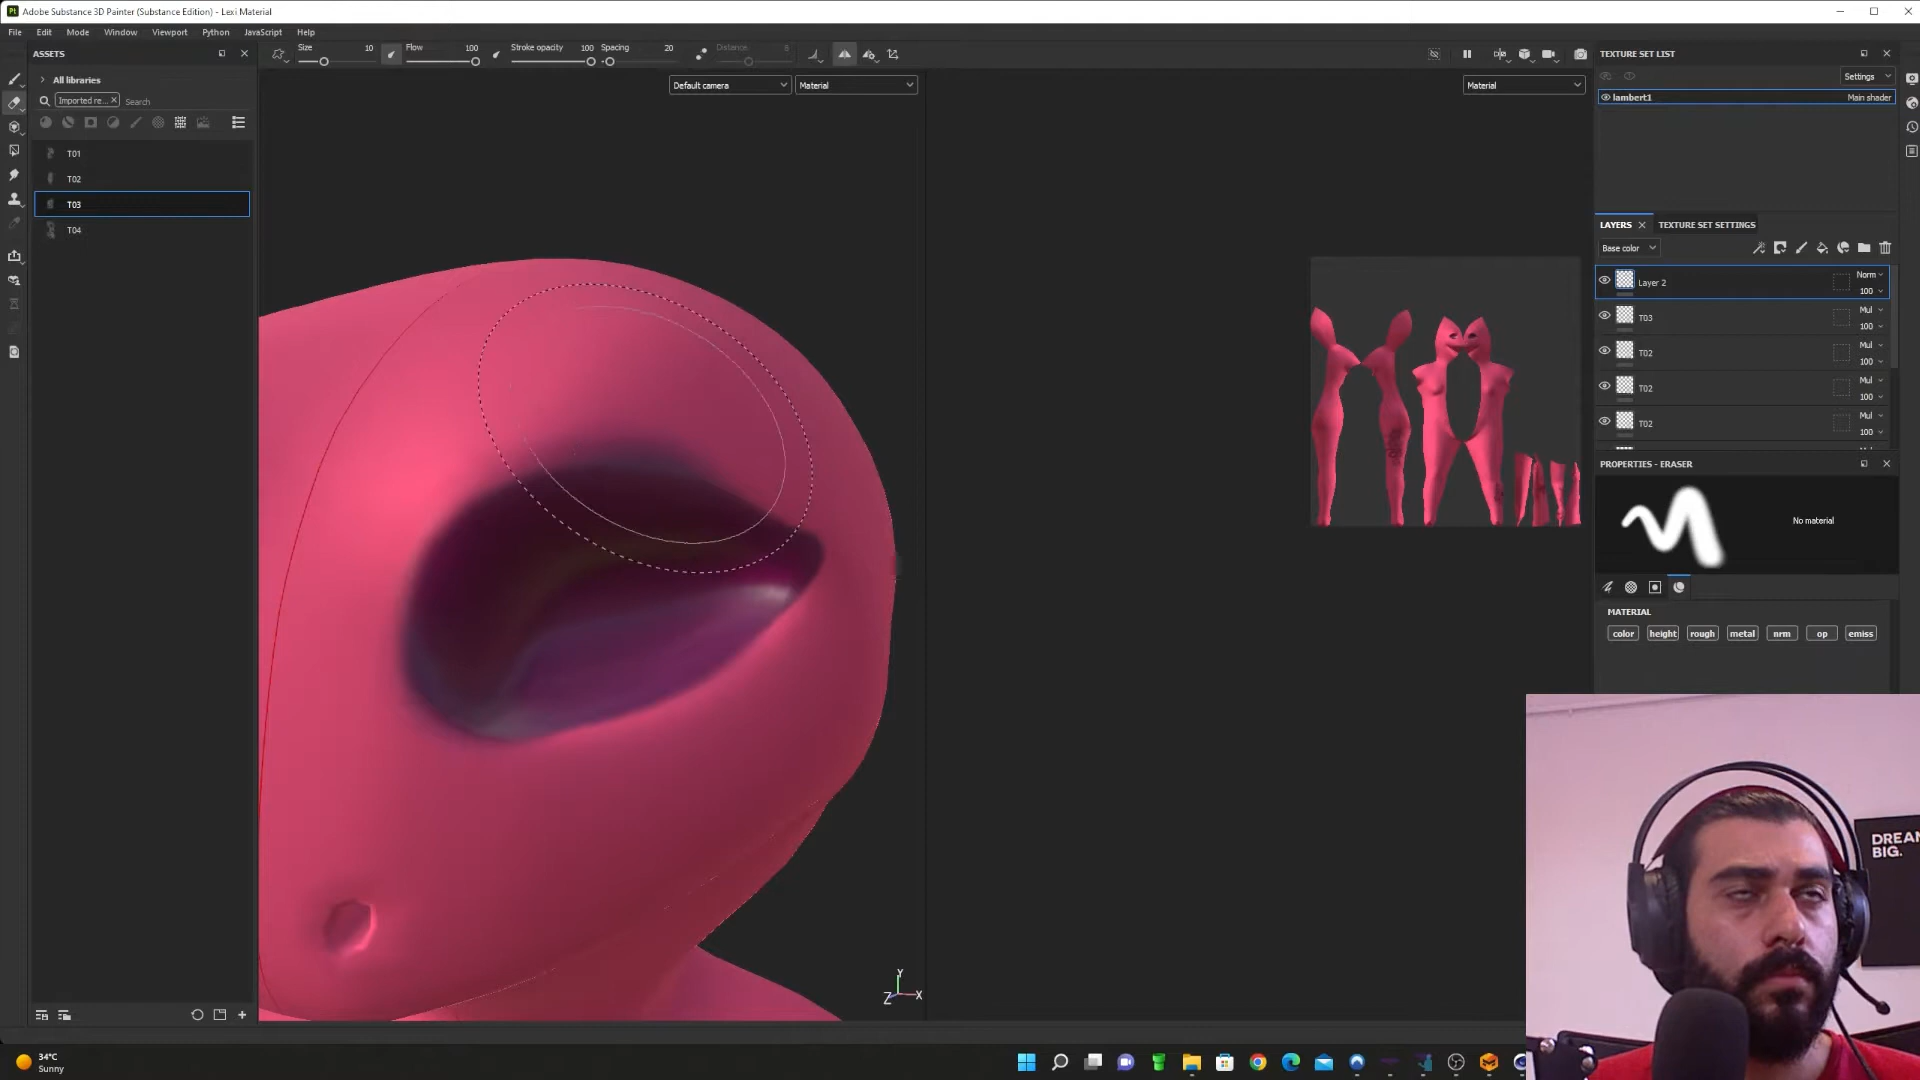 Adobe Substance 3D Painter (Substance Edition) - Lexi Material
File Edit Mode Window Viewport Python JavaScript Help
ASSETS
Size 10 Flow 100 Stroke opacity 100 Spacing 20 Distance
All libraries
Imported re... Search
T01
T02
T03
T04
Default camera
Material
Material
TEXTURE SET LIST
Settings
lambert1 Main shader
LAYERS TEXTURE SET SETTINGS
Base color
Layer 2 Norm 100
T03 Mul 100
T02 Mul 100
T02 Mul 100
T02 Mul 100
PROPERTIES - ERASER
No material
MATERIAL
color height rough metal nrm op emiss
Y
Z X
DREAM
BIG.
34°C
Sunny